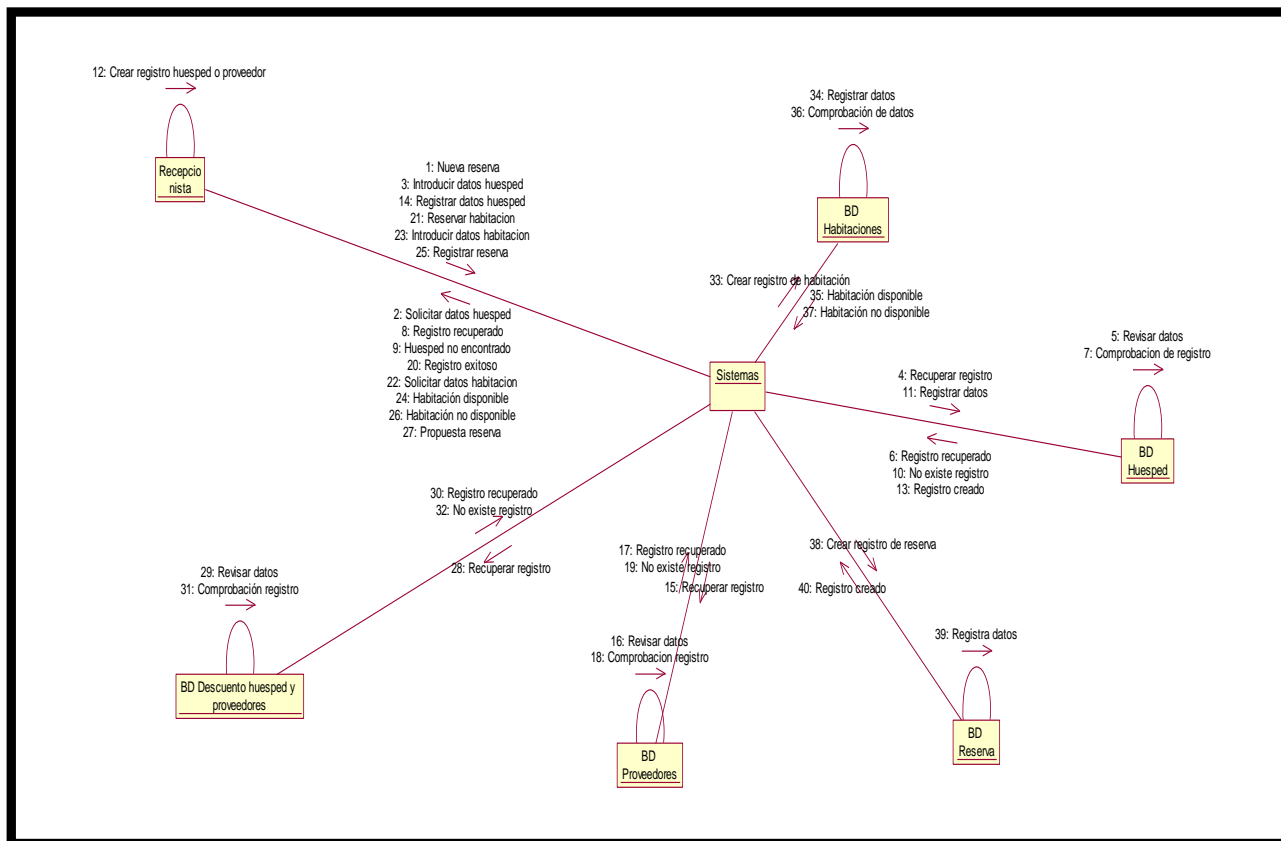 12: Crear registro huesped o proveedor
Recepcio
nista
1: Nueva reserva
3: Introducir datos huesped
14: Registrar datos huesped
21: Reservar habitacion
23: Introducir datos habitacion
25: Registrar reserva
2: Solicitar datos huesped
8: Registro recuperado
9: Huesped no encontrado
20: Registro exitoso
22: Solicitar datos habitacion
24: Habitación disponible
26: Habitación no disponible
27: Propuesta reserva
34: Registrar datos
36: Comprobación de datos
BD
Habitaciones
33: Crear registro de habitación
35: Habitación disponible
37: Habitación no disponible
Sistemas
5: Revisar datos
7: Comprobacion de registro
4: Recuperar registro
11: Registrar datos
6: Registro recuperado
10: No existe registro
13: Registro creado
BD
Huesped
30: Registro recuperado
32: No existe registro
28: Recuperar registro
29: Revisar datos
31: Comprobación registro
BD Descuento huesped y
proveedores
17: Registro recuperado
19: No existe registro
15: Recuperar registro
16: Revisar datos
18: Comprobacion registro
BD
Proveedores
38: Crear registro de reserva
40: Registro creado
39: Registra datos
BD
Reserva